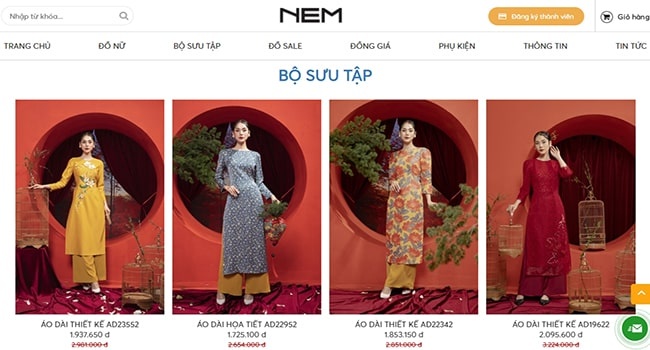 Nhập từ khóa...
NEM
Đăng ký thành viên
Giỏ hàng
TRANG CHỦ ĐỒ NỮ BỘ SƯU TẬP ĐỒ SALE ĐỒNG GIÁ PHỤ KIỆN THÔNG TIN TIN TỨC
BỘ SƯU TẬP
ÁO DÀI THIẾT KẾ AD23552
1.937.650 đ
2.981.000 đ
ÁO DÀI HỌA TIẾT AD22952
1.725.100 đ
2.654.000 đ
ÁO DÀI THIẾT KẾ AD22342
1.853.150 đ
2.851.000 đ
ÁO DÀI THIẾT KẾ AD19622
2.095.600 đ
3.224.000 đ